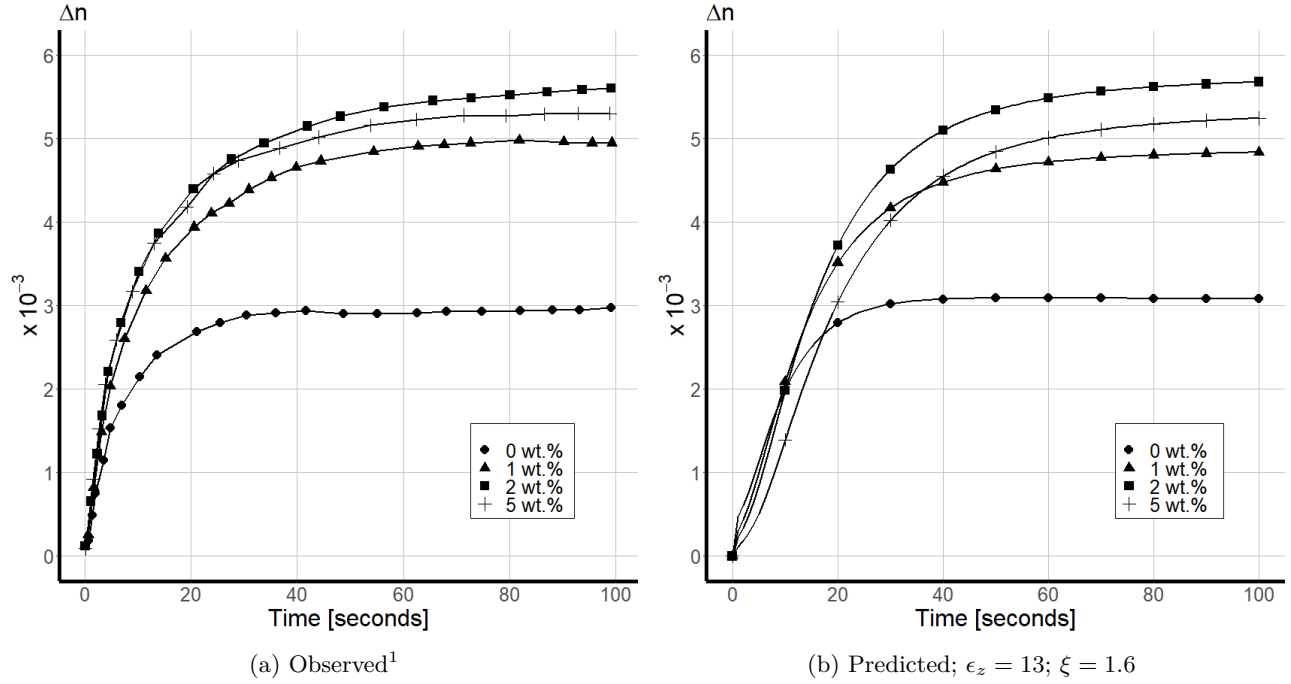 Δn
6
5
4
3
2
1
0
x 10⁻³
0 wt.%
1 wt.%
2 wt.%
5 wt.%
0 20 40 60 80 100
Time [seconds]
(a) Observed¹
Δn
6
5
4
3
2
1
0
x 10⁻³
0 wt.%
1 wt.%
2 wt.%
5 wt.%
0 20 40 60 80 100
Time [seconds]
(b) Predicted; ϵz = 13; ξ = 1.6